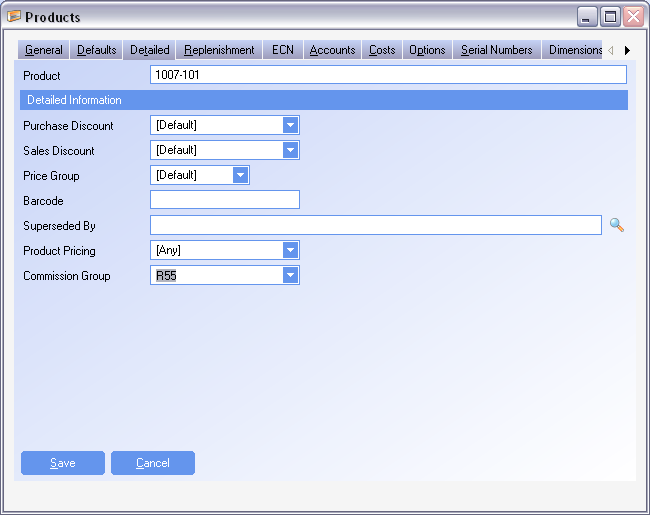 Products
General Defaults Detailed Replenishment ECN Accounts Costs Options Serial Numbers Dimensions
Product 1007-101
Detailed Information
Purchase Discount [Default]
Sales Discount [Default]
Price Group [Default]
Barcode
Superseded By
Product Pricing [Any]
Commission Group R55
Save Cancel